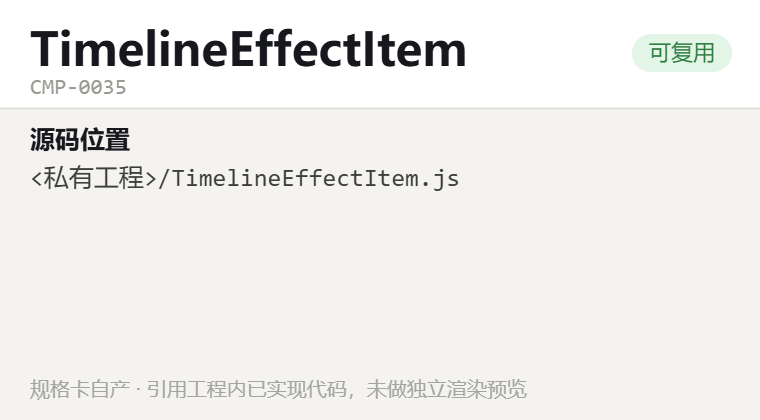 TimelineEffectItem
可复用
CMP-0035
源码位置
<私有工程>/TimelineEffectItem.js
规格卡自产 · 引用工程内已实现代码，未做独立渲染预览